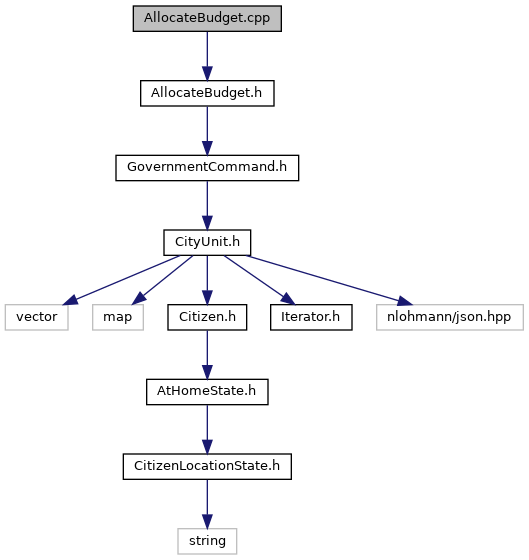 AllocateBudget.cpp
AllocateBudget.h
GovernmentCommand.h
CityUnit.h
vector
map
Citizen.h
Iterator.h
nlohmann/json.hpp
AtHomeState.h
CitizenLocationState.h
string